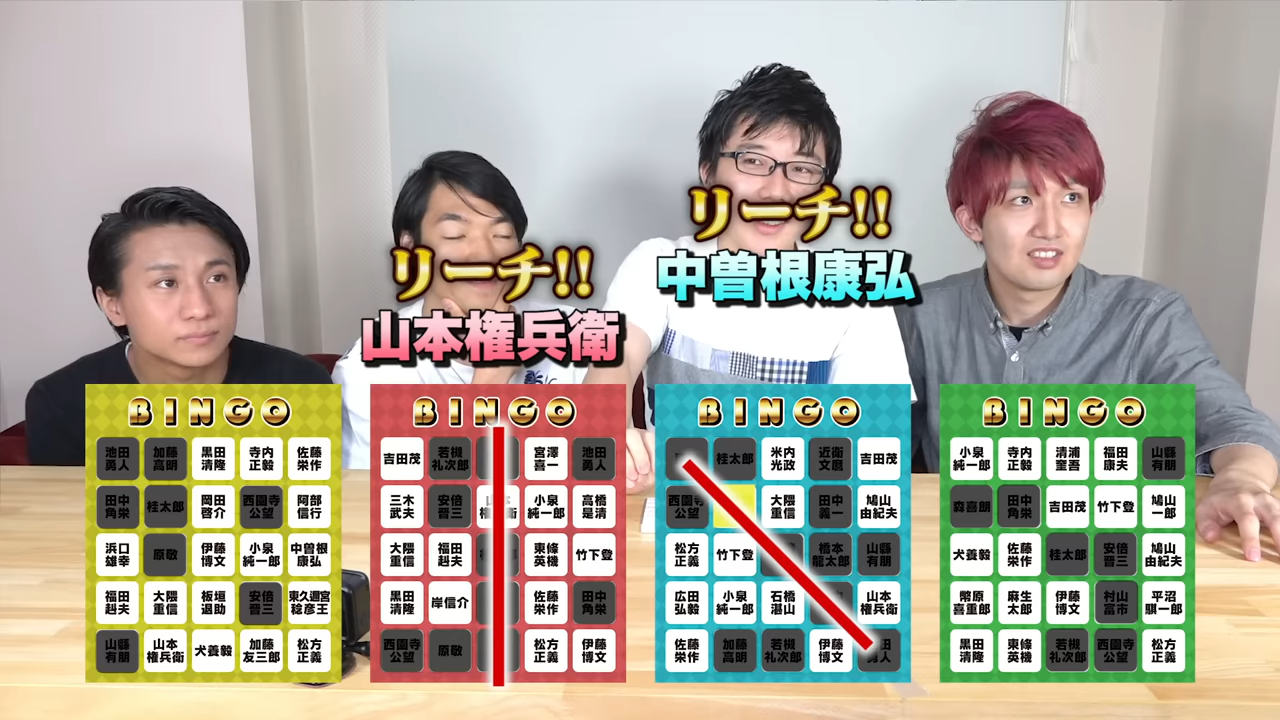 リーチ!!
山本権兵衛
リーチ!!
中曽根康弘
BINGO
池田
勇人
加藤
高明
黒田
清隆
寺内
正毅
佐藤
栄作
田中
角栄
桂太郎
岡田
啓介
西園寺
公望
阿部
信行
浜口
雄幸
原敬
伊藤
博文
小泉
純一郎
中曽根
康弘
福田
赳夫
大隈
重信
板垣
退助
安倍
晋三
東久邇宮
稔彦王
山縣
有朋
山本
権兵衛
犬養毅
加藤
友三郎
松方
正義
BINGO
吉田茂
若槻
礼次郎
宮澤
喜一
池田
勇人
三木
武夫
安倍
晋三
小泉
純一郎
高橋
是清
大隈
重信
福田
赳夫
東條
英機
竹下登
黒田
清隆
岸信介
佐藤
栄作
田中
角栄
西園寺
公望
原敬
松方
正義
伊藤
博文
BINGO
桂太郎
米内
光政
近衛
文麿
吉田茂
西園寺
公望
大隈
重信
田中
義一
鳩山
由紀夫
松方
正義
竹下登
橋本
龍太郎
山縣
有朋
広田
弘毅
小泉
純一郎
石橋
湛山
山本
権兵衛
佐藤
栄作
加藤
高明
若槻
礼次郎
伊藤
博文
BINGO
小泉
純一郎
寺内
正毅
清浦
奎吾
福田
康夫
山縣
有朋
森喜朗
田中
角栄
吉田茂
竹下登
鳩山
一郎
犬養毅
佐藤
栄作
桂太郎
安倍
晋三
鳩山
由紀夫
幣原
喜重郎
麻生
太郎
伊藤
博文
村山
富市
平沼
騏一郎
黒田
清隆
東條
英機
若槻
礼次郎
西園寺
公望
松方
正義